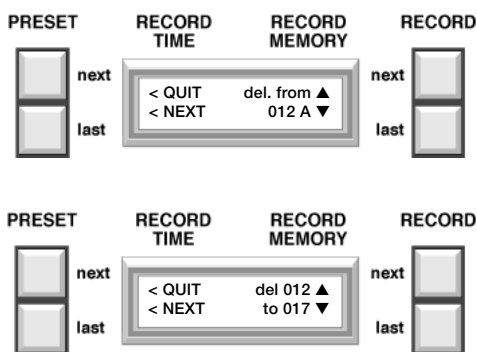 PRESET RECORD TIME RECORD MEMORY RECORD
next next
< QUIT del. from ▲
< NEXT 012 A ▼
last last
PRESET RECORD TIME RECORD MEMORY RECORD
next next
< QUIT del 012 ▲
< NEXT to 017 ▼
last last